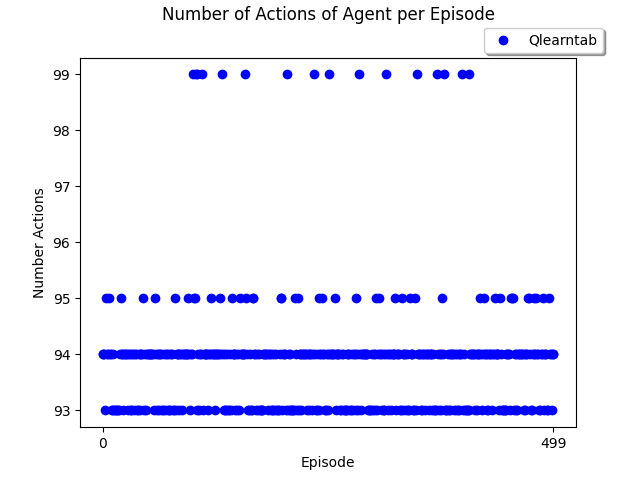 Number of Actions of Agent per Episode
Qlearntab
99
98
97
96
95
94
93
Number Actions
0
499
Episode